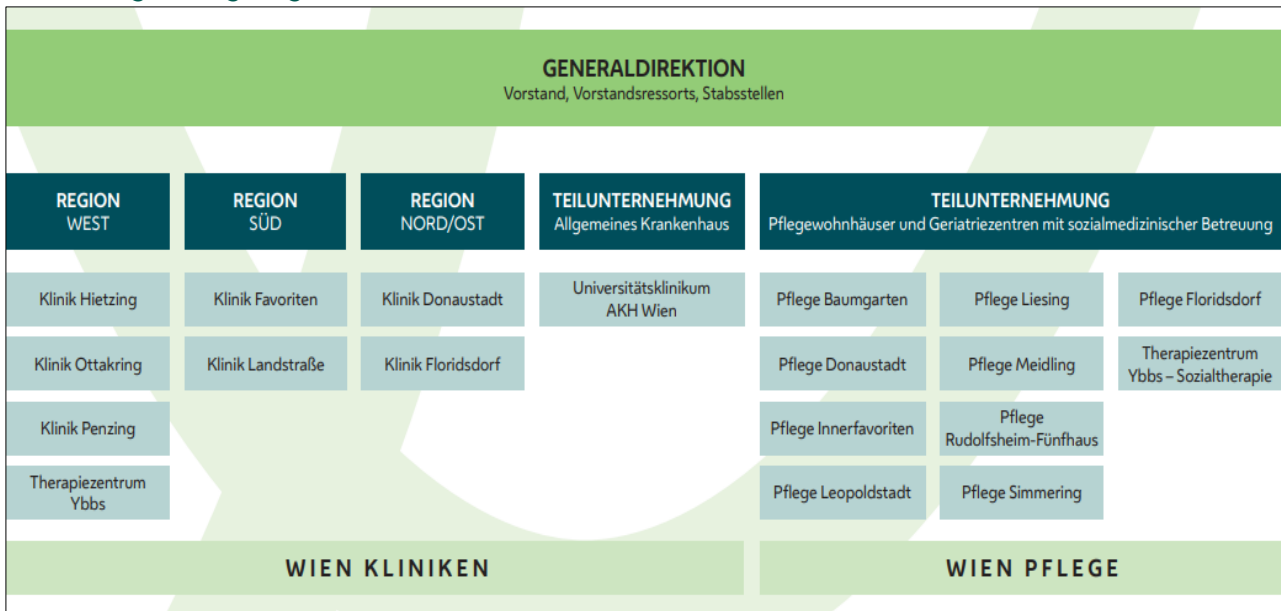 GENERALDIREKTION
Vorstand, Vorstandsressorts, Stabsstellen
REGION
WEST
Klinik Hietzing
Klinik Ottakring
Klinik Penzing
Therapiezentrum
Ybbs
REGION
SÜD
Klinik Favoriten
Klinik Landstraße
REGION
NORD/OST
Klinik Donaustadt
Klinik Floridsdorf
TEILUNTERNEHMUNG
Allgemeines Krankenhaus
Universitätsklinikum
AKH Wien
TEILUNTERNEHMUNG
Pflegewohnhäuser und Geriatriezentren mit sozialmedizinischer Betreuung
Pflege Baumgarten
Pflege Donaustadt
Pflege Innerfavoriten
Pflege Leopoldstadt
Pflege Liesing
Pflege Meidling
Pflege
Rudolfsheim-Fünfhaus
Pflege Simmering
Pflege Floridsdorf
Therapiezentrum
Ybbs – Sozialtherapie
WIEN KLINIKEN
WIEN PFLEGE